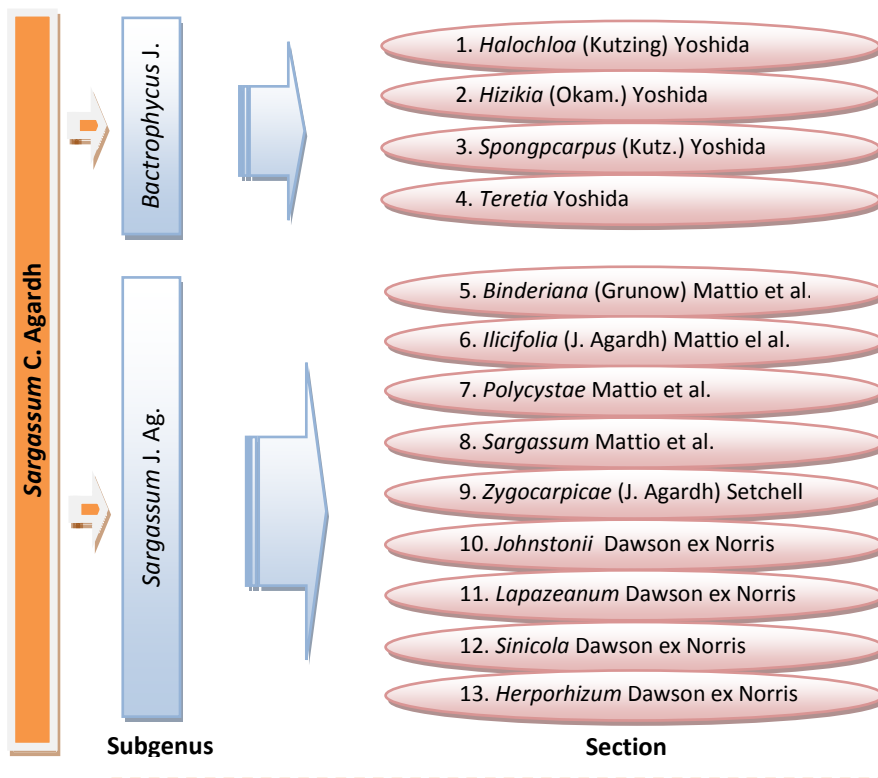 Sargassum C. Agardh
Bactrophycus J.
1. Halochloa (Kutzing) Yoshida
2. Hizikia (Okam.) Yoshida
3. Spongpcarpus (Kutz.) Yoshida
4. Teretia Yoshida
Sargassum J. Ag.
5. Binderiana (Grunow) Mattio et al.
6. Ilicifolia (J. Agardh) Mattio el al.
7. Polycystae Mattio et al.
8. Sargassum Mattio et al.
9. Zygocarpicae (J. Agardh) Setchell
10. Johnstonii Dawson ex Norris
11. Lapazeanum Dawson ex Norris
12. Sinicola Dawson ex Norris
13. Herporhizum Dawson ex Norris
Subgenus
Section